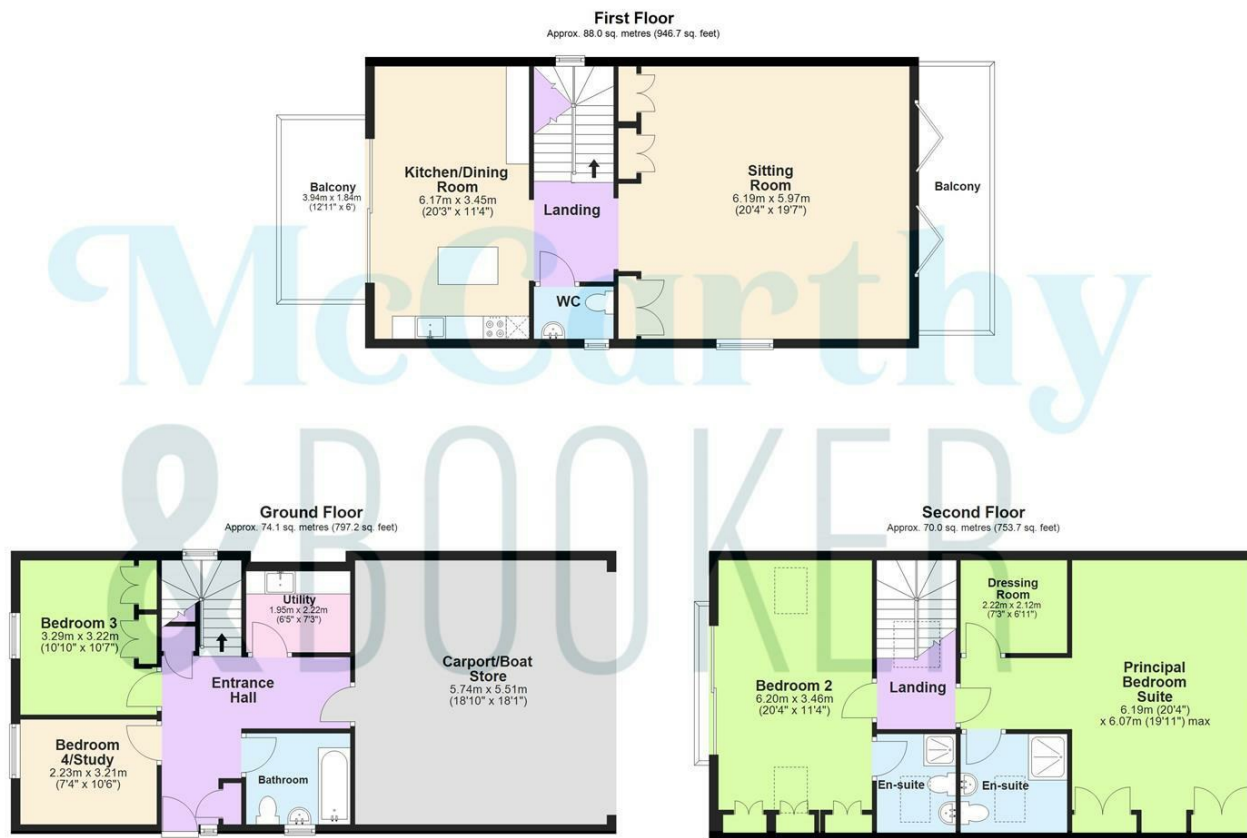 First Floor
Approx. 88.0 sq. metres (946.7 sq. feet)
Kitchen/Dining
Room
6.17m x 3.45m
(20'3" x 11'4")
Balcony
3.94m x 1.84m
(12'11" x 6')
Landing
WC
Sitting
Room
6.19m x 5.97m
(20'4" x 19'7")
Balcony
McCarthy
& BOOKER
Ground Floor
Approx. 74.1 sq. metres (797.2 sq. feet)
Bedroom 3
3.29m x 3.22m
(10'10" x 10'7")
Utility
1.95m x 2.22m
(6'5" x 7'3")
Entrance
Hall
Carport/Boat
Store
5.74m x 5.51m
(18'10" x 18'1")
Bedroom
4/Study
2.23m x 3.21m
(7'4" x 10'6")
Bathroom
Second Floor
Approx. 70.0 sq. metres (753.7 sq. feet)
Dressing
Room
2.22m x 2.12m
(7'3" x 6'11")
Bedroom 2
6.20m x 3.46m
(20'4" x 11'4")
Landing
Principal
Bedroom
Suite
6.19m (20'4")
x 6.07m (19'11") max
En-suite
En-suite